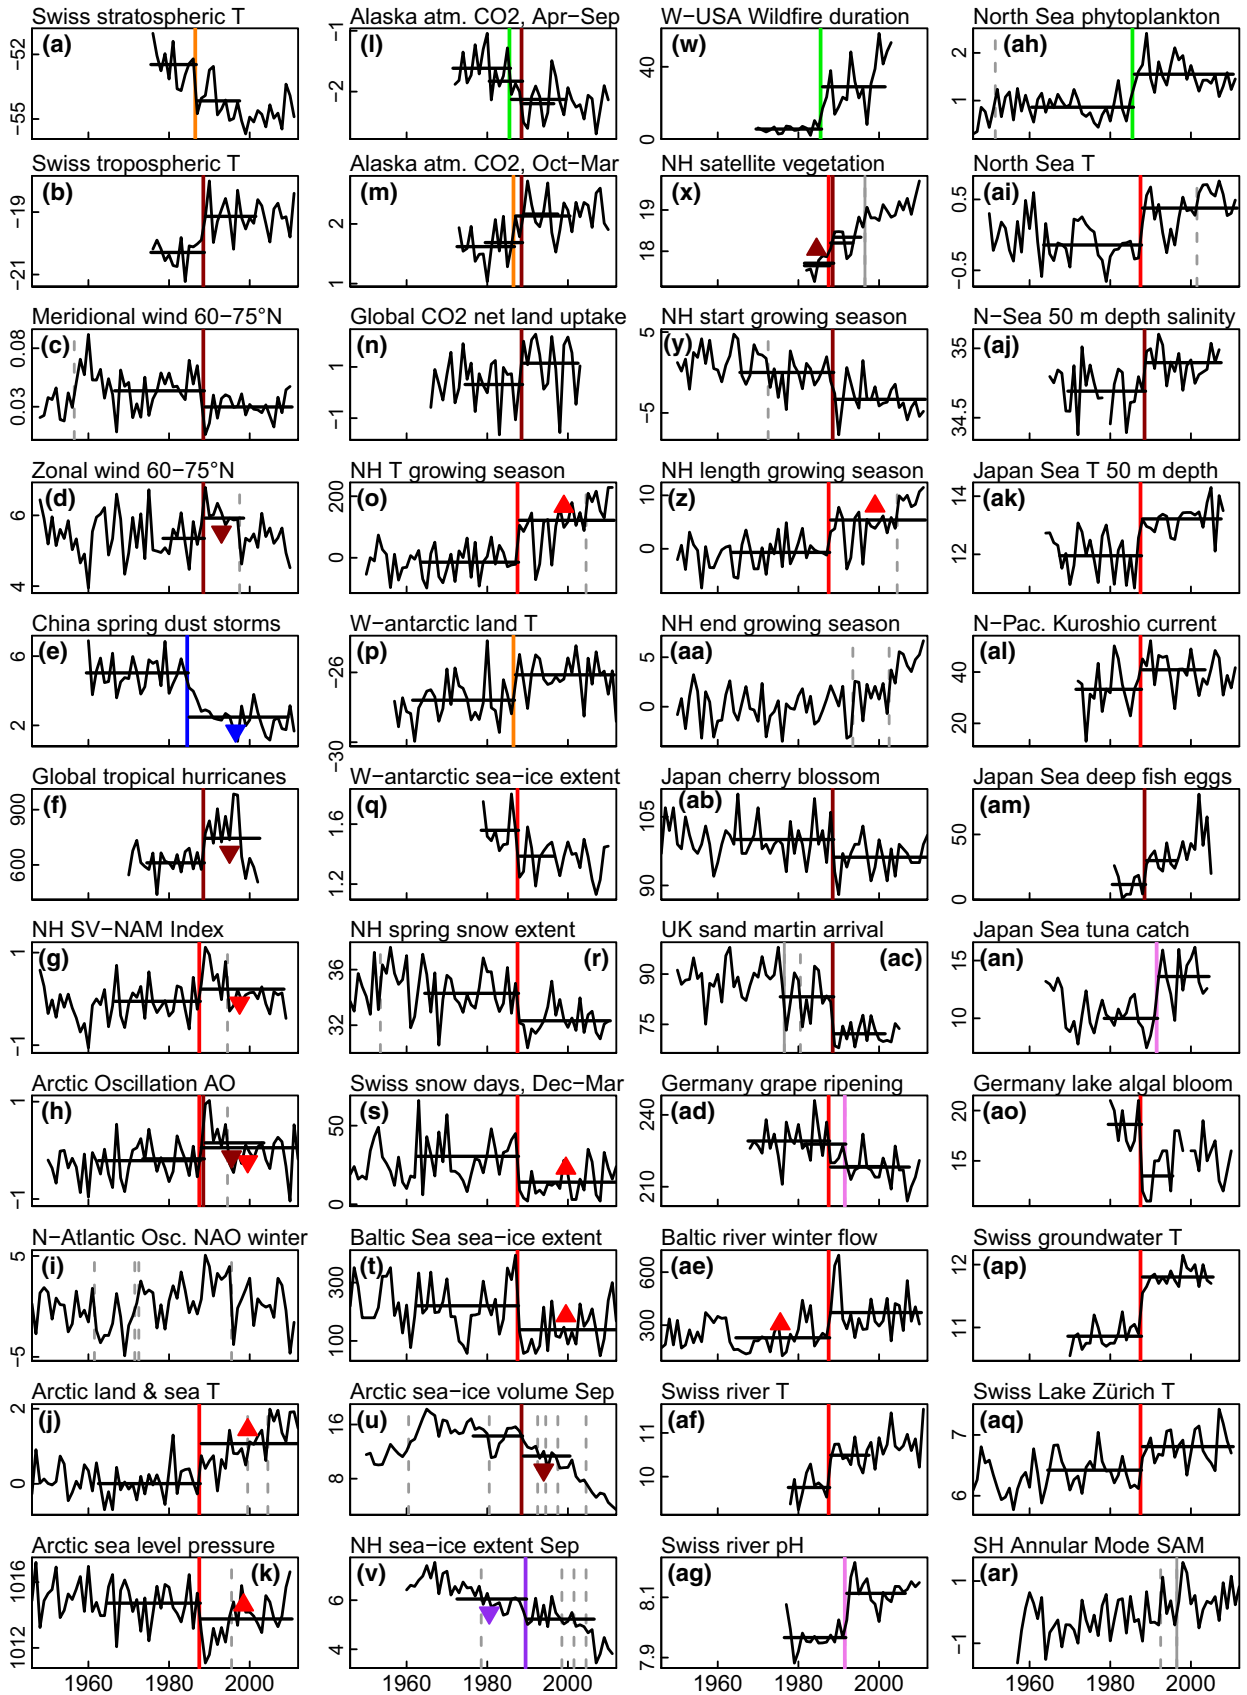 Swiss stratospheric T
(a)
−52
−55
Swiss tropospheric T
(b)
−19
−21
Meridional wind 60−75°N
(c)
0.08
0.03
Zonal wind 60−75°N
(d)
6
4
China spring dust storms
(e)
6
2
Global tropical hurricanes
(f)
900
600
NH SV−NAM Index
(g)
1
−1
Arctic Oscillation AO
(h)
1
−1
N−Atlantic Osc. NAO winter
(i)
5
−5
Arctic land & sea T
(j)
2
0
Arctic sea level pressure
(k)
1016
1012
1960 1980 2000
Alaska atm. CO2, Apr−Sep
(l)
−1
−2
Alaska atm. CO2, Oct−Mar
(m)
2
1
Global CO2 net land uptake
(n)
1
−1
NH T growing season
(o)
200
0
W−antarctic land T
(p)
−26
−30
W−antarctic sea−ice extent
(q)
1.6
1.2
NH spring snow extent
(r)
36
32
Swiss snow days, Dec−Mar
(s)
50
0
Baltic Sea sea−ice extent
(t)
300
100
Arctic sea−ice volume Sep
(u)
16
8
NH sea−ice extent Sep
(v)
6
4
1960 1980 2000
W−USA Wildfire duration
(w)
40
0
NH satellite vegetation
(x)
19
18
NH start growing season
(y)
5
−5
NH length growing season
(z)
10
0
NH end growing season
(aa)
5
0
Japan cherry blossom
(ab)
105
90
UK sand martin arrival
(ac)
90
75
Germany grape ripening
(ad)
240
210
Baltic river winter flow
(ae)
600
300
Swiss river T
(af)
11
10
Swiss river pH
(ag)
8.1
7.9
1960 1980 2000
North Sea phytoplankton
(ah)
2
1
North Sea T
(ai)
0.5
−0.5
N−Sea 50 m depth salinity
(aj)
35
34.5
Japan Sea T 50 m depth
(ak)
14
12
N−Pac. Kuroshio current
(al)
40
20
Japan Sea deep fish eggs
(am)
50
0
Japan Sea tuna catch
(an)
15
10
Germany lake algal bloom
(ao)
20
15
Swiss groundwater T
(ap)
12
11
Swiss Lake Zürich T
(aq)
7
6
SH Annular Mode SAM
(ar)
1
−1
1960 1980 2000